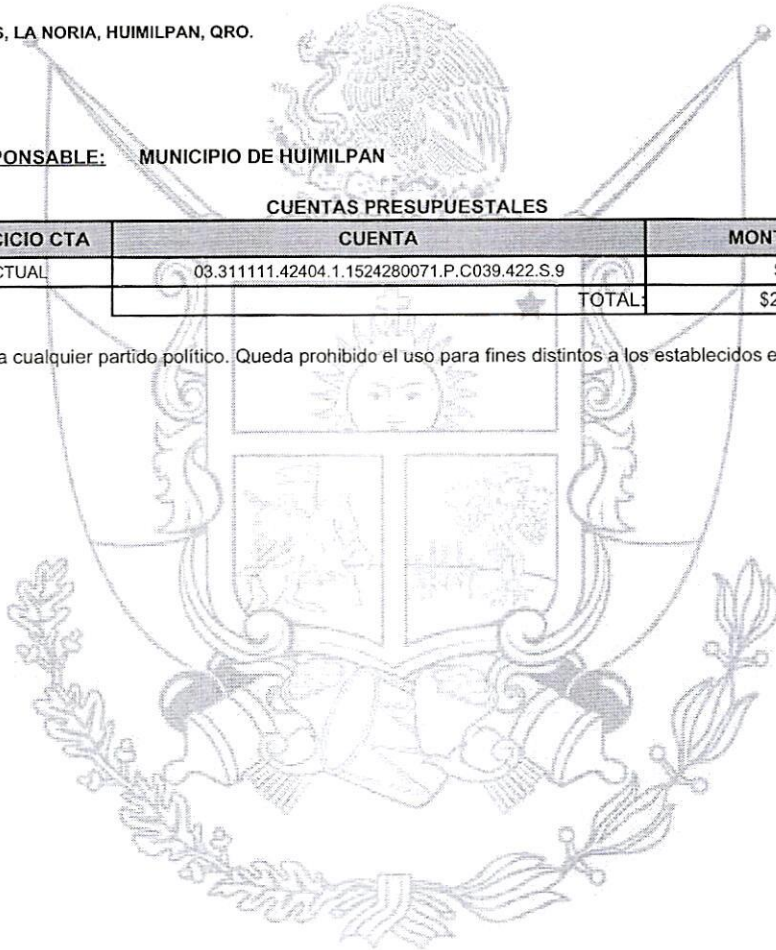 S, LA NORIA, HUIMILPAN, QRO.
PONSABLE: MUNICIPIO DE HUIMILPAN
CUENTAS PRESUPUESTALES
CICIO CTA CUENTA MONT
CTUAL 03.311111.42404.1.1524280071.P.C039.422.S.9 $
TOTAL: $2
a cualquier partido político. Queda prohibido el uso para fines distintos a los establecidos e